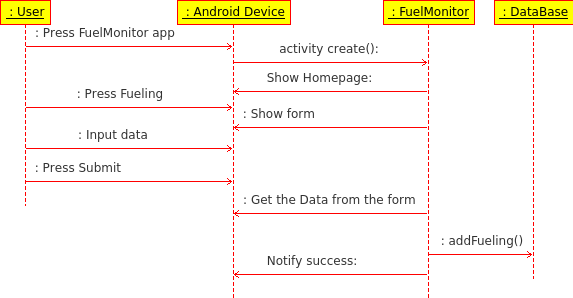 : User
: Android Device
: FuelMonitor
: DataBase
: Press FuelMonitor app
activity create():
Show Homepage:
: Press Fueling
: Show form
: Input data
: Press Submit
: Get the Data from the form
: addFueling()
Notify success: